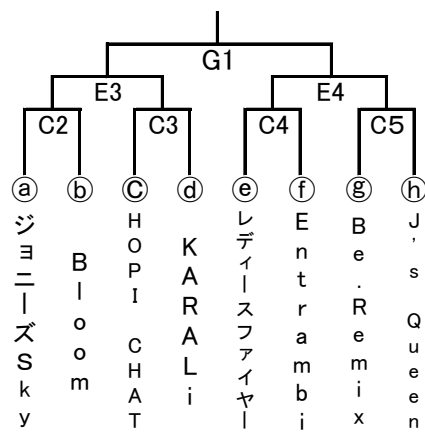 G1
E3
E4
C2
C3
C4
C5
ⓐ
ⓑ
Ⓒ
ⓓ
ⓔ
ⓕ
ⓖ
ⓗ
ジョニーズSky
Bloom
HOPI CHAT
KARALi
レディースファイヤー
Entrambi
Be.Remix
J's Queen